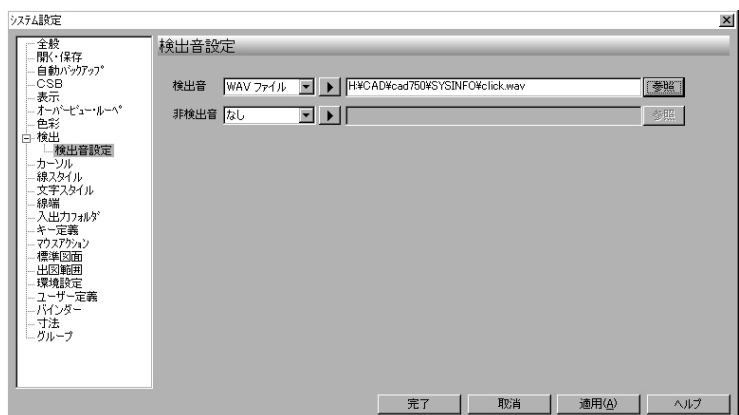 システム設定
全般
開く・保存
自動バックアップ
CSB
表示
オーバービュー・ルーペ
色彩
検出
検出音設定
カーソル
線スタイル
文字スタイル
線端
入出力フォルダ
キー定義
マウスアクション
標準図面
出図範囲
環境設定
ユーザー定義
バインダー
寸法
グループ
検出音設定
検出音 WAV ファイル H:¥CAD¥cad750¥SYSINFO¥click.wav 参照
非検出音 なし 参照
完了 取消 適用(A) ヘルプ